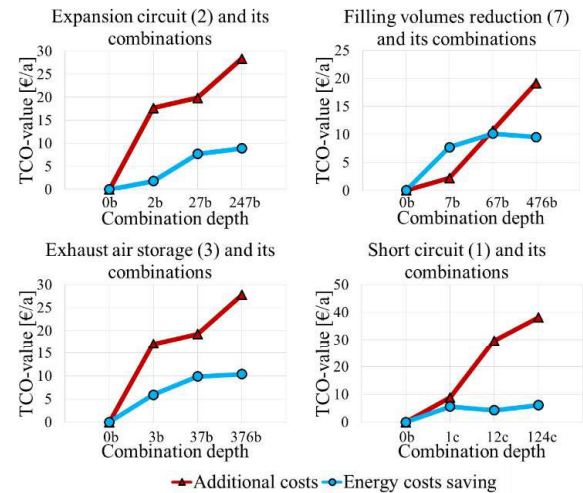 Expansion circuit (2) and its
combinations
TCO-value [€/a]
30
25
20
15
10
5
0
0b 2b 27b 247b
Combination depth
Filling volumes reduction (7)
and its combinations
TCO-value [€/a]
25
20
15
10
5
0
0b 7b 67b 476b
Combination depth
Exhaust air storage (3) and its
combinations
TCO-value [€/a]
30
25
20
15
10
5
0
0b 3b 37b 376b
Combination depth
Short circuit (1) and its
combinations
TCO-value [€/a]
50
40
30
20
10
0
0b 1c 12c 124c
Combination depth
Additional costs Energy costs saving